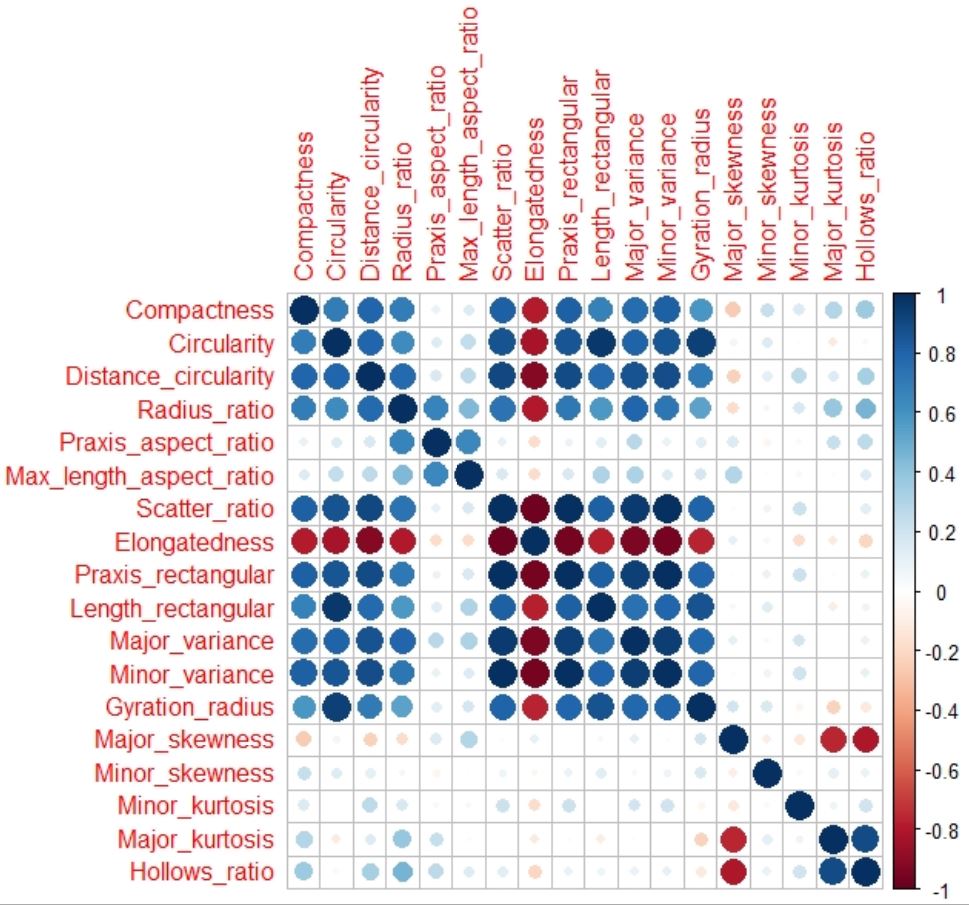 Compactness
Circularity
Distance_circularity
Radius_ratio
Praxis_aspect_ratio
Max_length_aspect_ratio
Scatter_ratio
Elongatedness
Praxis_rectangular
Length_rectangular
Major_variance
Minor_variance
Gyration_radius
Major_skewness
Minor_skewness
Minor_kurtosis
Major_kurtosis
Hollows_ratio
Compactness
Circularity
Distance_circularity
Radius_ratio
Praxis_aspect_ratio
Max_length_aspect_ratio
Scatter_ratio
Elongatedness
Praxis_rectangular
Length_rectangular
Major_variance
Minor_variance
Gyration_radius
Major_skewness
Minor_skewness
Minor_kurtosis
Major_kurtosis
Hollows_ratio
1
0.8
0.6
0.4
0.2
0
-0.2
-0.4
-0.6
-0.8
-1